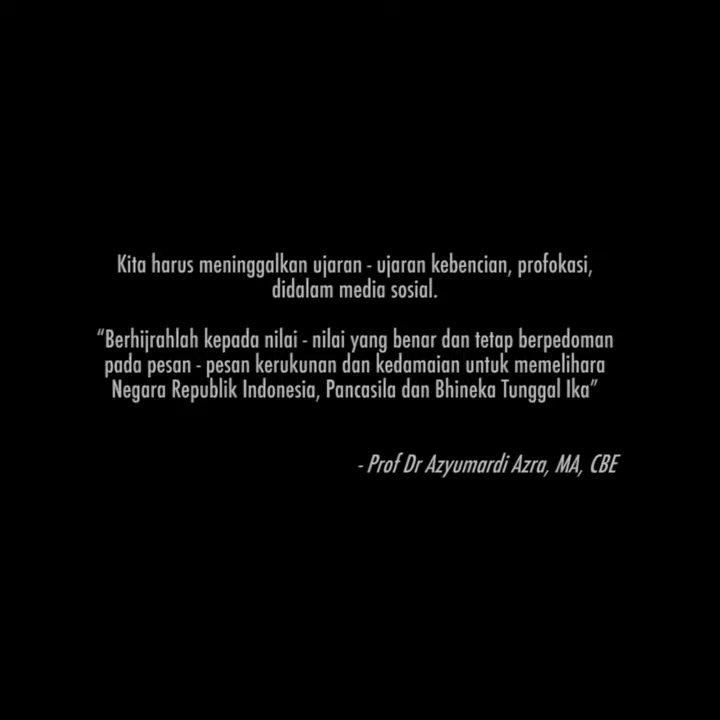 Kita harus meninggalkan ujaran - ujaran kebencian, profokasi,
didalam media sosial.
“Berhijrahlah kepada nilai - nilai yang benar dan tetap berpedoman
pada pesan - pesan kerukunan dan kedamaian untuk memelihara
Negara Republik Indonesia, Pancasila dan Bhineka Tunggal Ika”
- Prof Dr Azyumardi Azra, MA, CBE